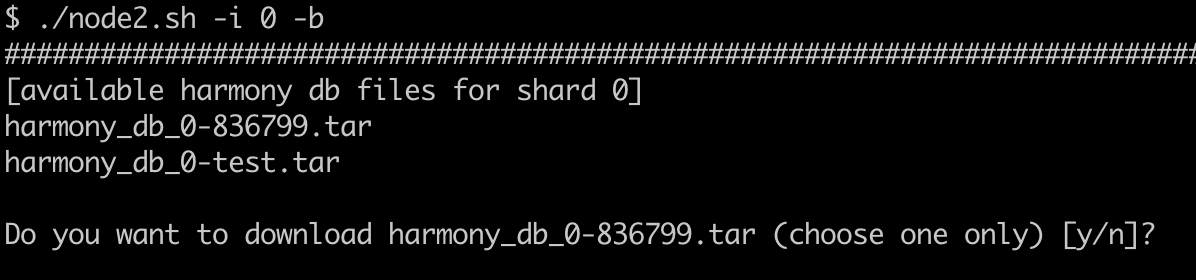 $ ./node2.sh -i 0 -b
###########################################################################
[available harmony db files for shard 0]
harmony_db_0-836799.tar
harmony_db_0-test.tar
Do you want to download harmony_db_0-836799.tar (choose one only) [y/n]?